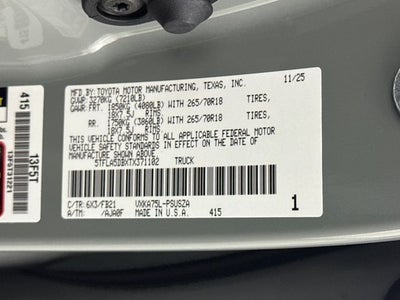 MFD. BY: TOYOTA MOTOR MANUFACTURING, TEXAS, INC. 11/25
GVWR: 3270KG (7210LB)
GAWR: FRT. 1850KG (4080LB) WITH 265/70R18 TIRES,
18X7.5J RIMS
RR. 1750KG (3860LB) WITH 265/70R18 TIRES,
18X7.5J RIMS
THIS VEHICLE CONFORMS TO ALL APPLICABLE FEDERAL MOTOR
VEHICLE SAFETY STANDARDS IN EFFECT ON THE DATE OF
MANUFACTURE SHOWN ABOVE.
5TFLA5DBXTX371102 TRUCK
C/TR: 6X3/FB21 VXKA75L-PSUSZA
A/TM: /AJA0F MADE IN U.S.A. 415 1
415
13T5T